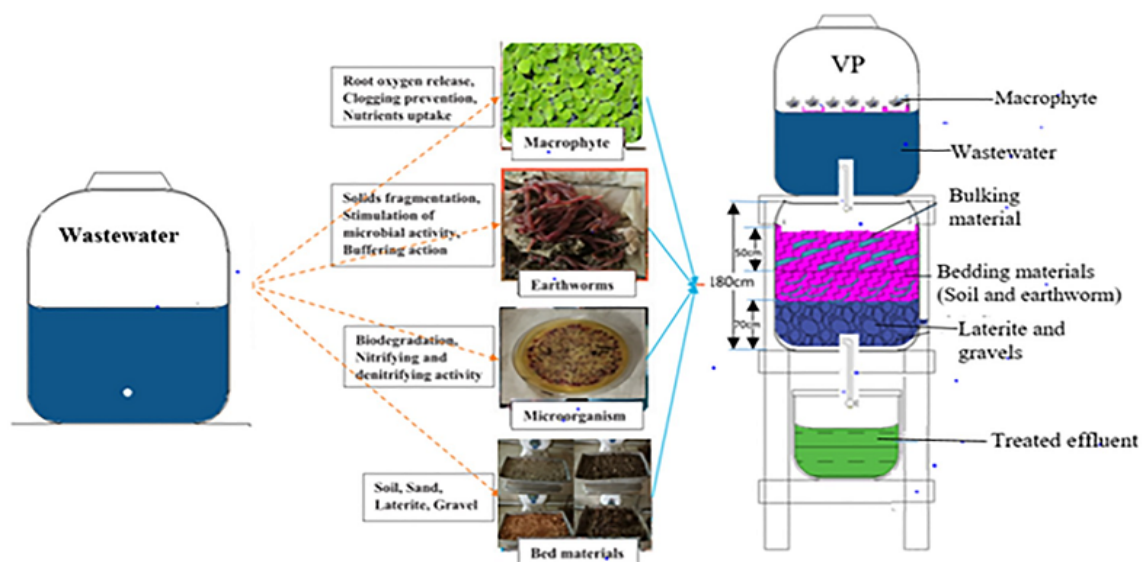 Wastewater
Root oxygen release,
Clogging prevention,
Nutrients uptake
Macrophyte
Solids fragmentation,
Stimulation of
microbial activity,
Buffering action
Earthworms
Biodegradation,
Nitrifying and
denitrifying activity
Microorganism
Soil, Sand,
Laterite, Gravel
Bed materials
VP
Macrophyte
Wastewater
Bulking
material
50cm
180cm
Bedding materials
(Soil and earthworm)
70cm
Laterite and
gravels
Treated effluent